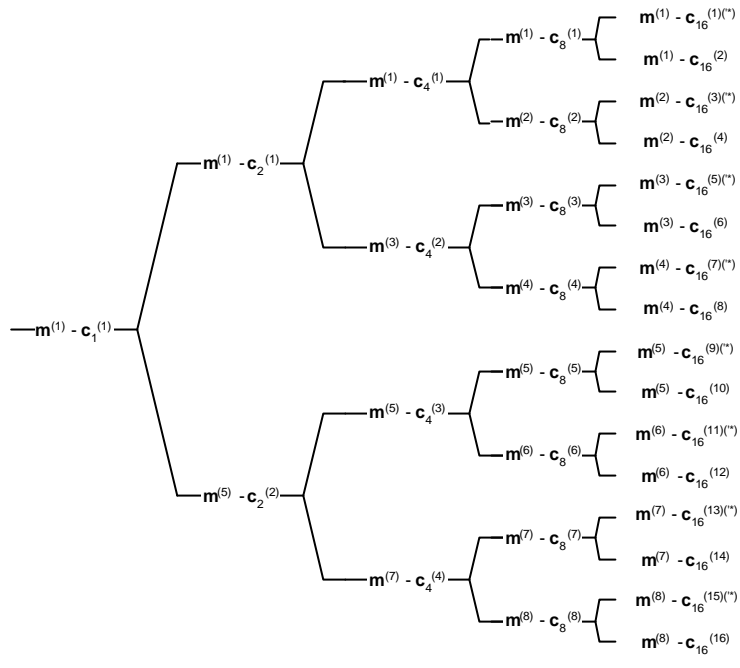 m(1) - c16(1)('*)
m(1) - c8(1)
m(1) - c16(2)
m(1) - c4(1)
m(2) - c16(3)('*)
m(2) - c8(2)
m(2) - c16(4)
m(1) - c2(1)
m(3) - c16(5)('*)
m(3) - c8(3)
m(3) - c16(6)
m(3) - c4(2)
m(4) - c16(7)('*)
m(4) - c8(4)
m(4) - c16(8)
m(1) - c1(1)
m(5) - c16(9)('*)
m(5) - c8(5)
m(5) - c16(10)
m(5) - c4(3)
m(6) - c16(11)('*)
m(6) - c8(6)
m(6) - c16(12)
m(5) - c2(2)
m(7) - c16(13)('*)
m(7) - c8(7)
m(7) - c16(14)
m(7) - c4(4)
m(8) - c16(15)('*)
m(8) - c8(8)
m(8) - c16(16)